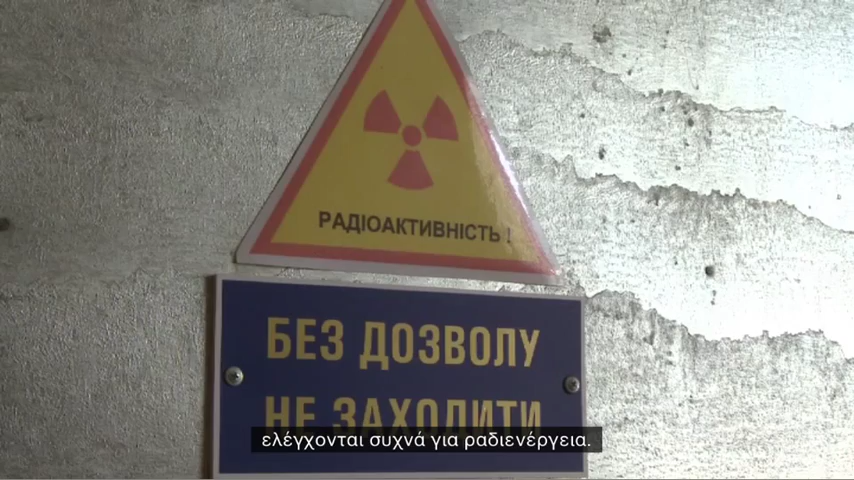 РАДІОАКТИВНІСТЬ !
БЕЗ ДОЗВОЛУ
НЕ ЗАХОДИТИ
ελέγχονται συχνά για ραδιενέργεια.